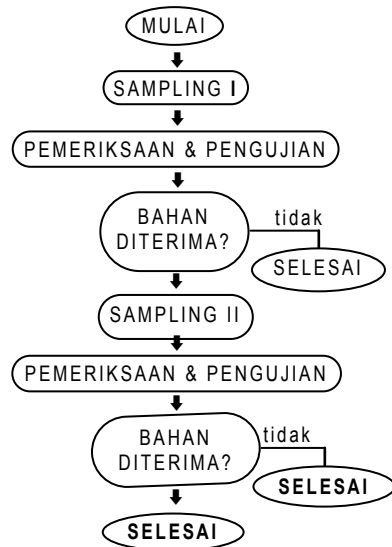 MULAI
SAMPLING I
PEMERIKSAAN & PENGUJIAN
BAHAN
DITERIMA?
tidak
SELESAI
SAMPLING II
PEMERIKSAAN & PENGUJIAN
BAHAN
DITERIMA?
tidak
SELESAI
SELESAI